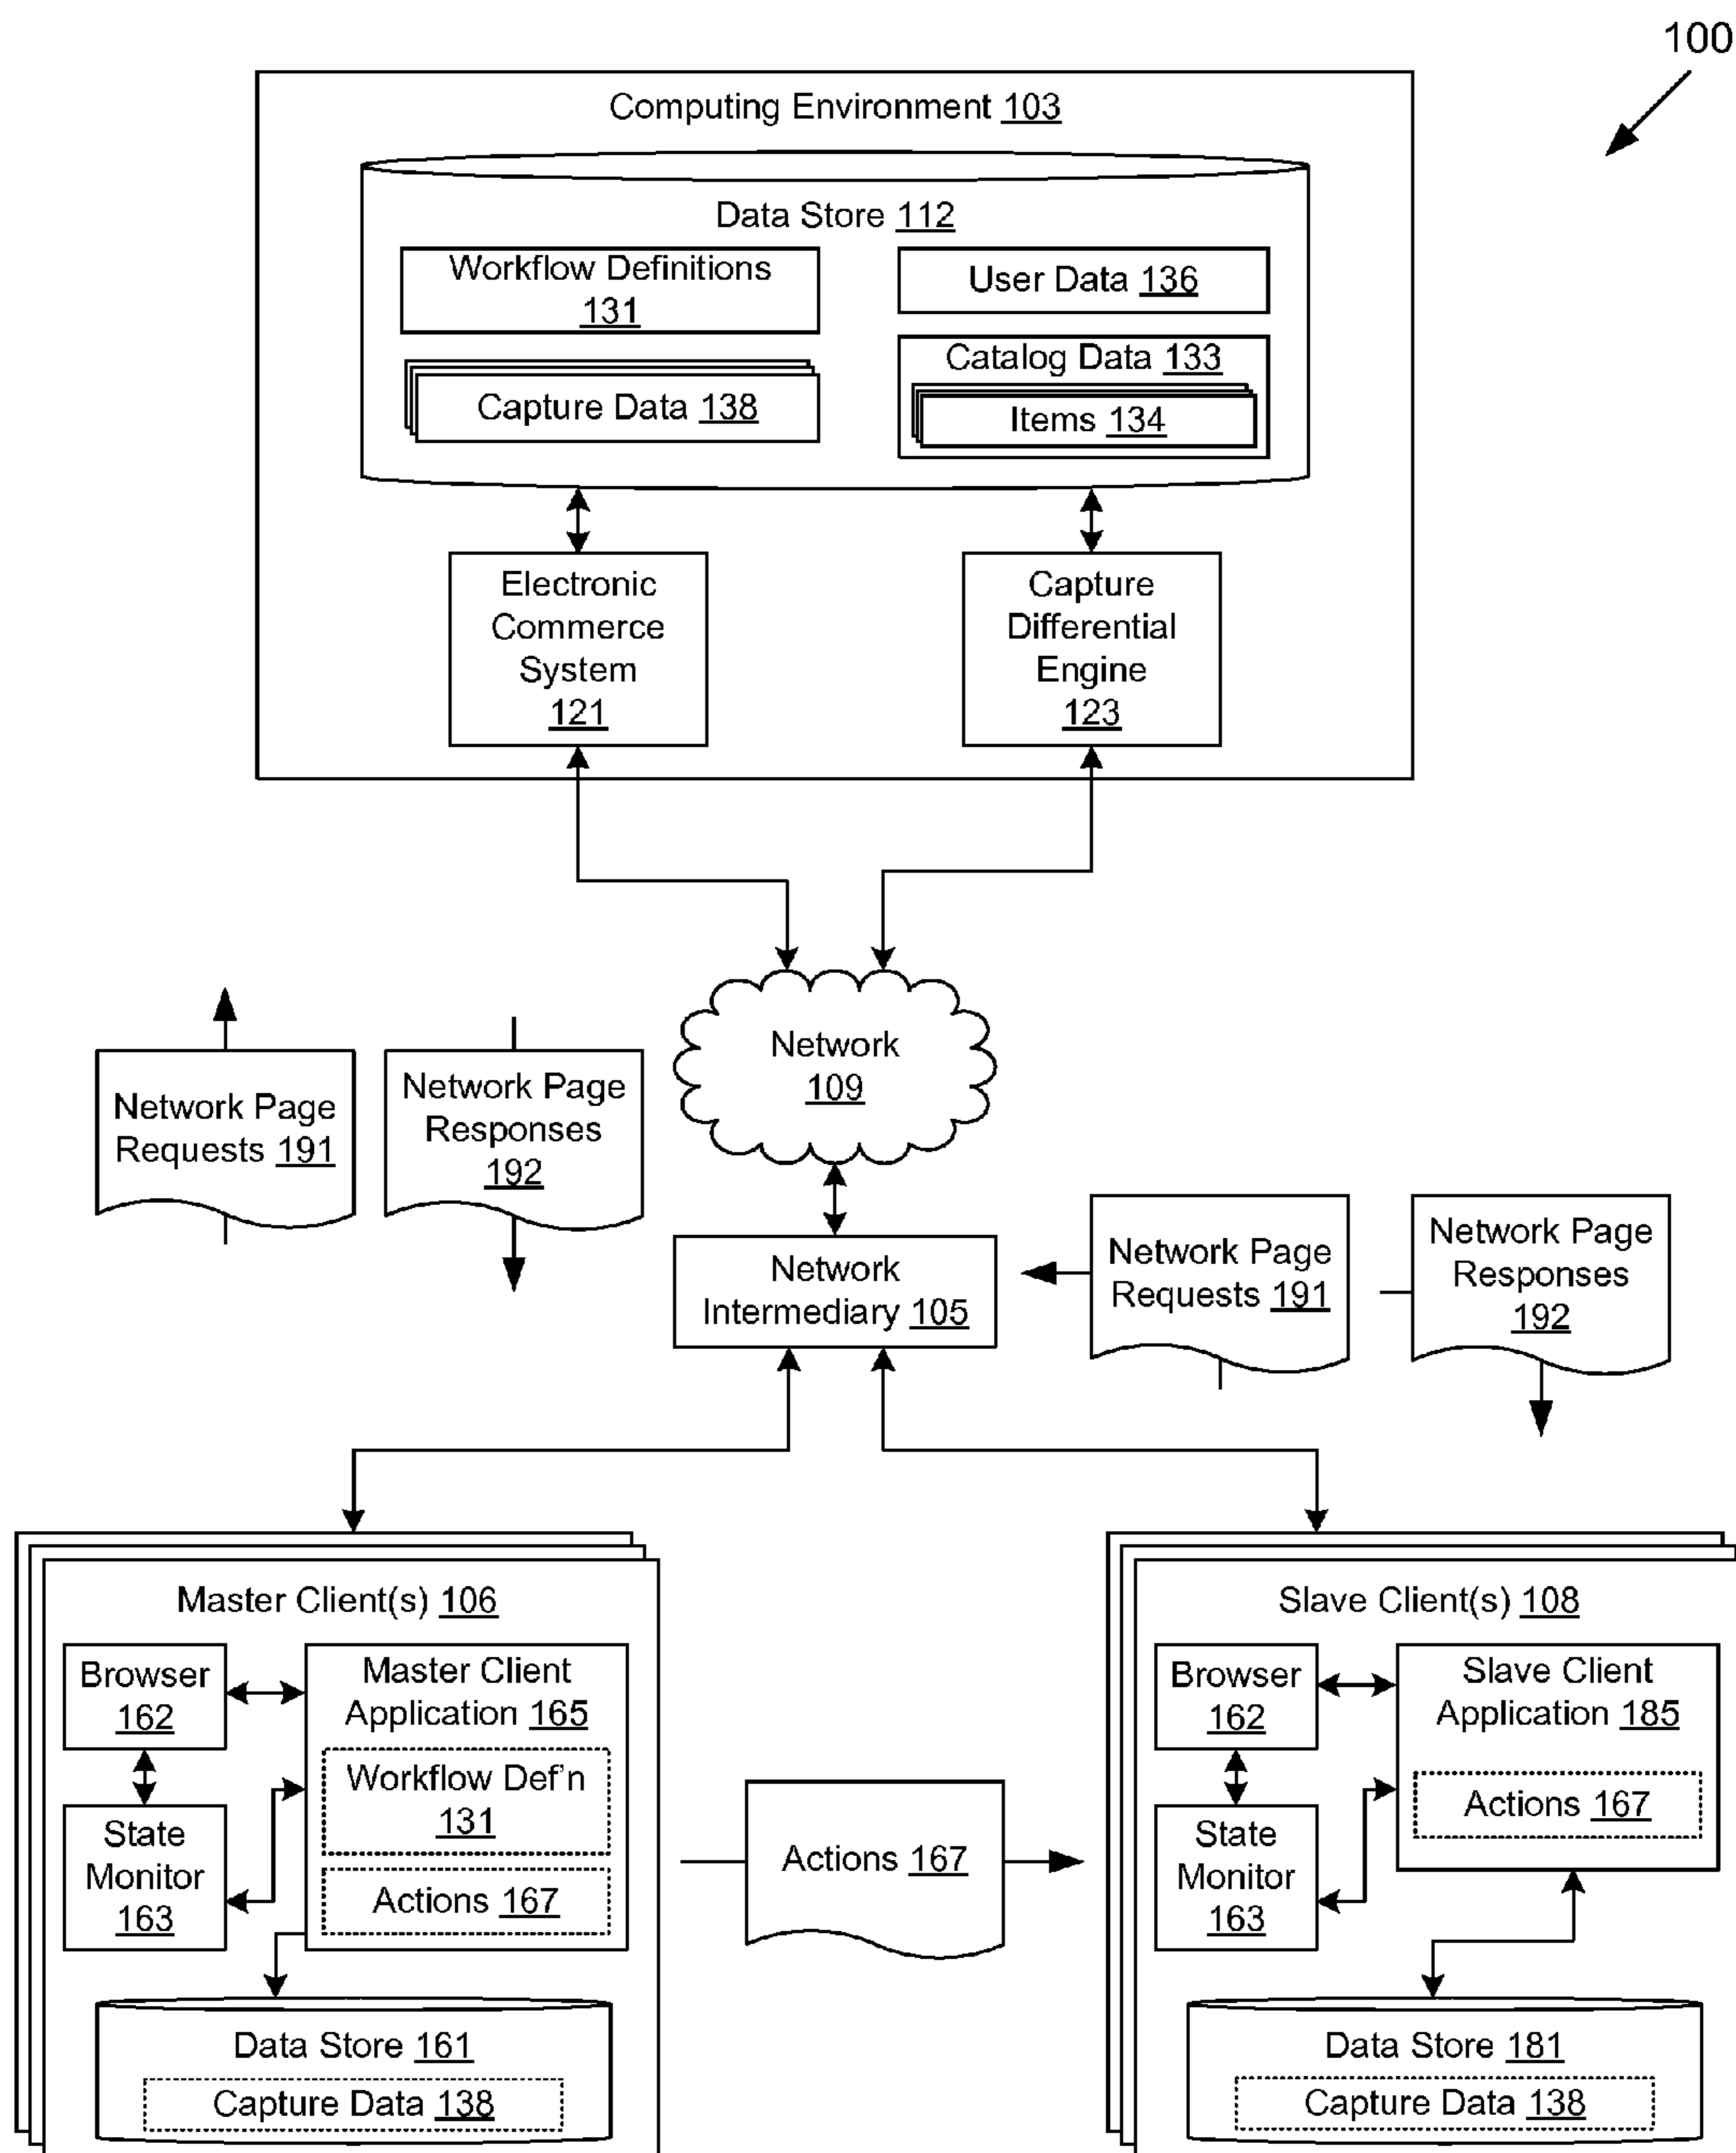 100
Computing Environment 103
Data Store 112
Workflow Definitions
131
User Data 136
Capture Data 138
Catalog Data 133
Items 134
Electronic
Commerce
System
121
Capture
Differential
Engine
123
Network Page
Requests 191
Network Page
Responses
192
Network
109
Network
Intermediary 105
Network Page
Requests 191
Network Page
Responses
192
Master Client(s) 106
Browser
162
Master Client
Application 165
Workflow Def'n
131
State
Monitor
163
Actions 167
Data Store 161
Capture Data 138
Actions 167
Slave Client(s) 108
Browser
162
Slave Client
Application 185
Actions 167
State
Monitor
163
Data Store 181
Capture Data 138